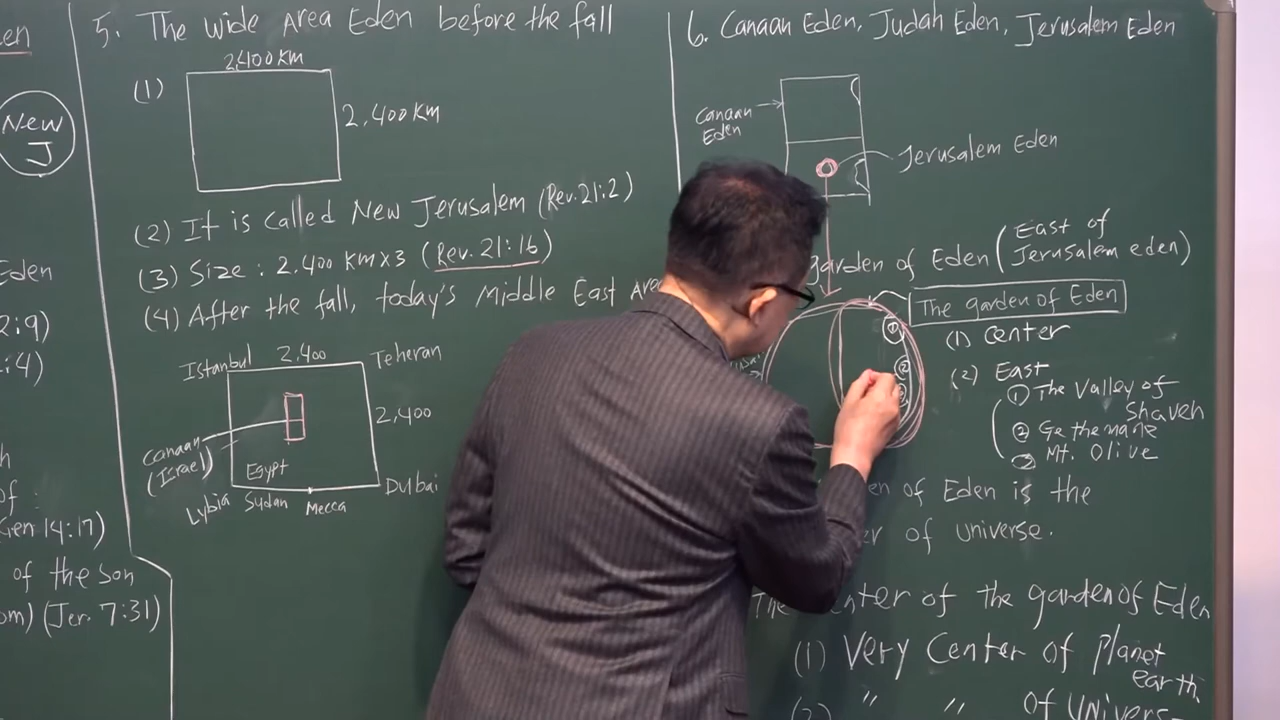 en
New
J
Eden
2:9)
:4)
h
of :
Gen 14:17)
of the son
om) (Jer. 7:31)
5. The wide Area Eden before the fall
2,400 KM
(1)
2,400 KM
(2) It is called New Jerusalem (Rev. 21:2)
(3) Size : 2.400 KM x 3 (Rev. 21:16)
(4) After the fall, today's Middle East Are
Istanbul 2.400 Teheran
2,400
Canaan
(Israel)
Egypt
Lybia Sudan Mecca
Dubai
6. Canaan Eden, Judah Eden, Jerusalem Eden
Canaan
Eden
Jerusalem Eden
garden of Eden (East of
Jerusalem eden)
The garden of Eden
(1) Center
(2) East
① The Valley of
Shaveh
② Gethemane
② Mt. Olive
①
②
en of Eden is the
er of universe.
The enter of the garden of Eden
(1) Very Center of planet
earth
(2) " " Of Univers